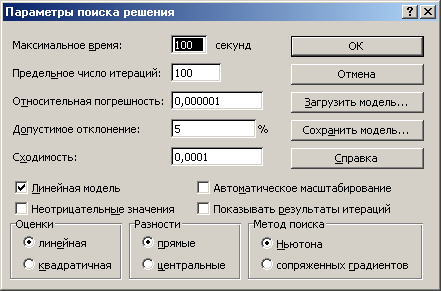 Параметры поиска решения
Максимальное время: 100 секунд
OK
Предельное число итераций: 100
Отмена
Относительная погрешность: 0,000001
Загрузить модель...
Допустимое отклонение: 5 %
Сохранить модель...
Сходимость: 0,0001
Справка
Линейная модель
Автоматическое масштабирование
Неотрицательные значения
Показывать результаты итераций
Оценки
Разности
Метод поиска
линейная
прямые
Ньютона
квадратичная
центральные
сопряженных градиентов